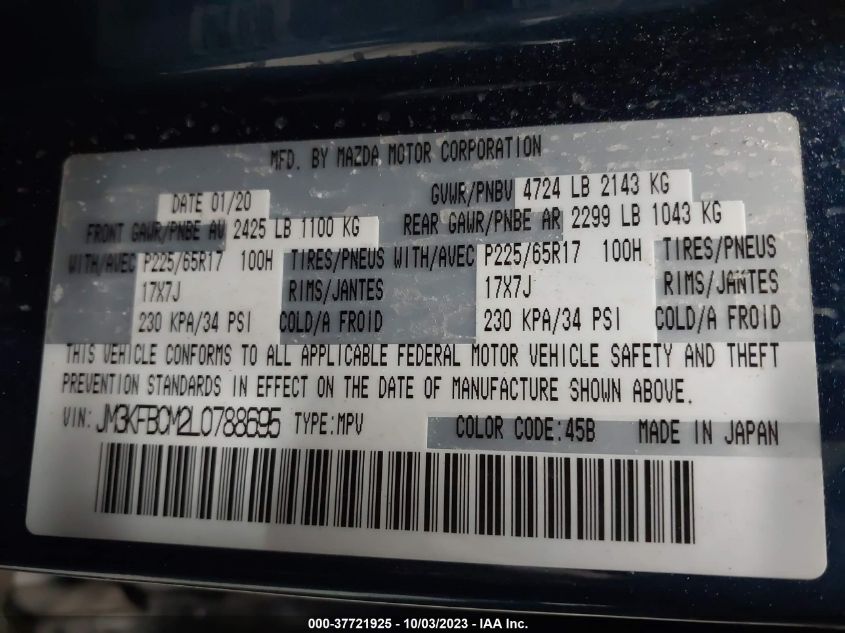 MFD. BY MAZDA MOTOR CORPORATION
DATE 01/20 GVWR/PNBV 4724 LB 2143 KG
FRONT GAWR/PNBE AV 2425 LB 1100 KG REAR GAWR/PNBE AR 2299 LB 1043 KG
WITH/AVEC P225/65R17 100H TIRES/PNEUS WITH/AVEC P225/65R17 100H TIRES/PNEUS
17X7J RIMS/JANTES 17X7J RIMS/JANTES
230 KPA/34 PSI COLD/A FROID 230 KPA/34 PSI COLD/A FROID
THIS VEHICLE CONFORMS TO ALL APPLICABLE FEDERAL MOTOR VEHICLE SAFETY AND THEFT
PREVENTION STANDARDS IN EFFECT ON THE DATE OF MANUFACTURE SHOWN ABOVE.
VIN: JM3KFBCM2L0788695 TYPE:MPV COLOR CODE:45B MADE IN JAPAN
000-37721925 - 10/03/2023 - IAA Inc.